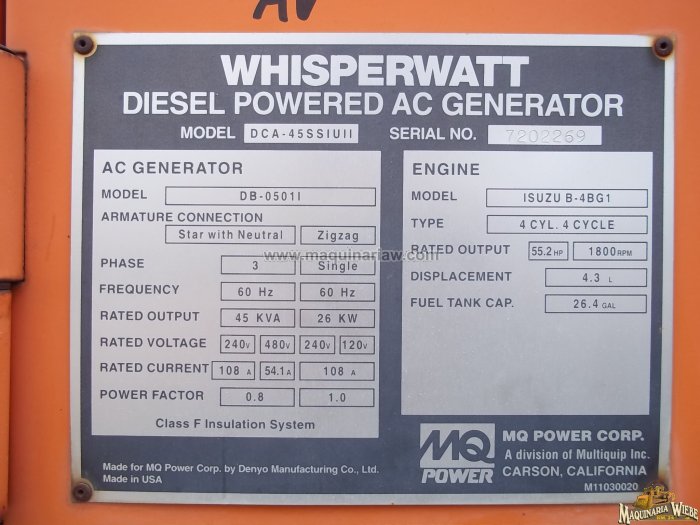 AV
WHISPERWATT
DIESEL POWERED AC GENERATOR
MODEL DCA-45SSIUII SERIAL NO. 7202269
AC GENERATOR
MODEL DB-0501I
ARMATURE CONNECTION
Star with Neutral Zigzag
PHASE 3 Single
FREQUENCY 60 Hz 60 Hz
RATED OUTPUT 45 KVA 26 KW
RATED VOLTAGE 240V 480V 240V 120V
RATED CURRENT 108 A 54.1A 108 A
POWER FACTOR 0.8 1.0
Class F Insulation System
ENGINE
MODEL ISUZU B-4BG1
TYPE 4 CYL. 4 CYCLE
RATED OUTPUT 55.2 HP 1800 RPM
DISPLACEMENT 4.3 L
FUEL TANK CAP. 26.4 GAL
www.maquinariaw.com
Made for MQ Power Corp. by Denyo Manufacturing Co., Ltd.
Made in USA
MQ
POWER
MQ POWER CORP.
A division of Multiquip Inc.
CARSON, CALIFORNIA
M11030020
MAQUINARIA WIEBE